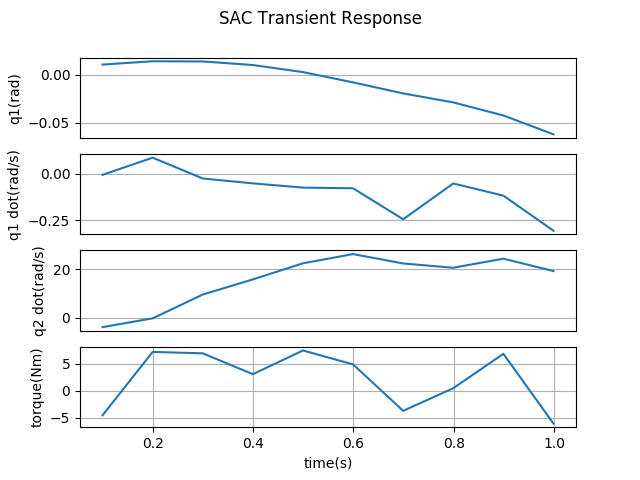 SAC Transient Response
q1(rad)
0.00
−0.05
q1 dot(rad/s)
0.00
−0.25
q2 dot(rad/s)
20
0
torque(Nm)
5
0
−5
0.2 0.4 0.6 0.8 1.0
time(s)